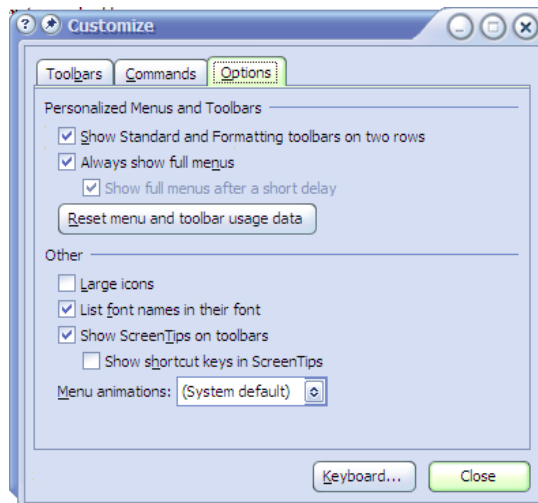 Customize
Toolbars Commands Options
Personalized Menus and Toolbars
Show Standard and Formatting toolbars on two rows
Always show full menus
Show full menus after a short delay
Reset menu and toolbar usage data
Other
Large icons
List font names in their font
Show ScreenTips on toolbars
Show shortcut keys in ScreenTips
Menu animations: (System default)
Keyboard... Close